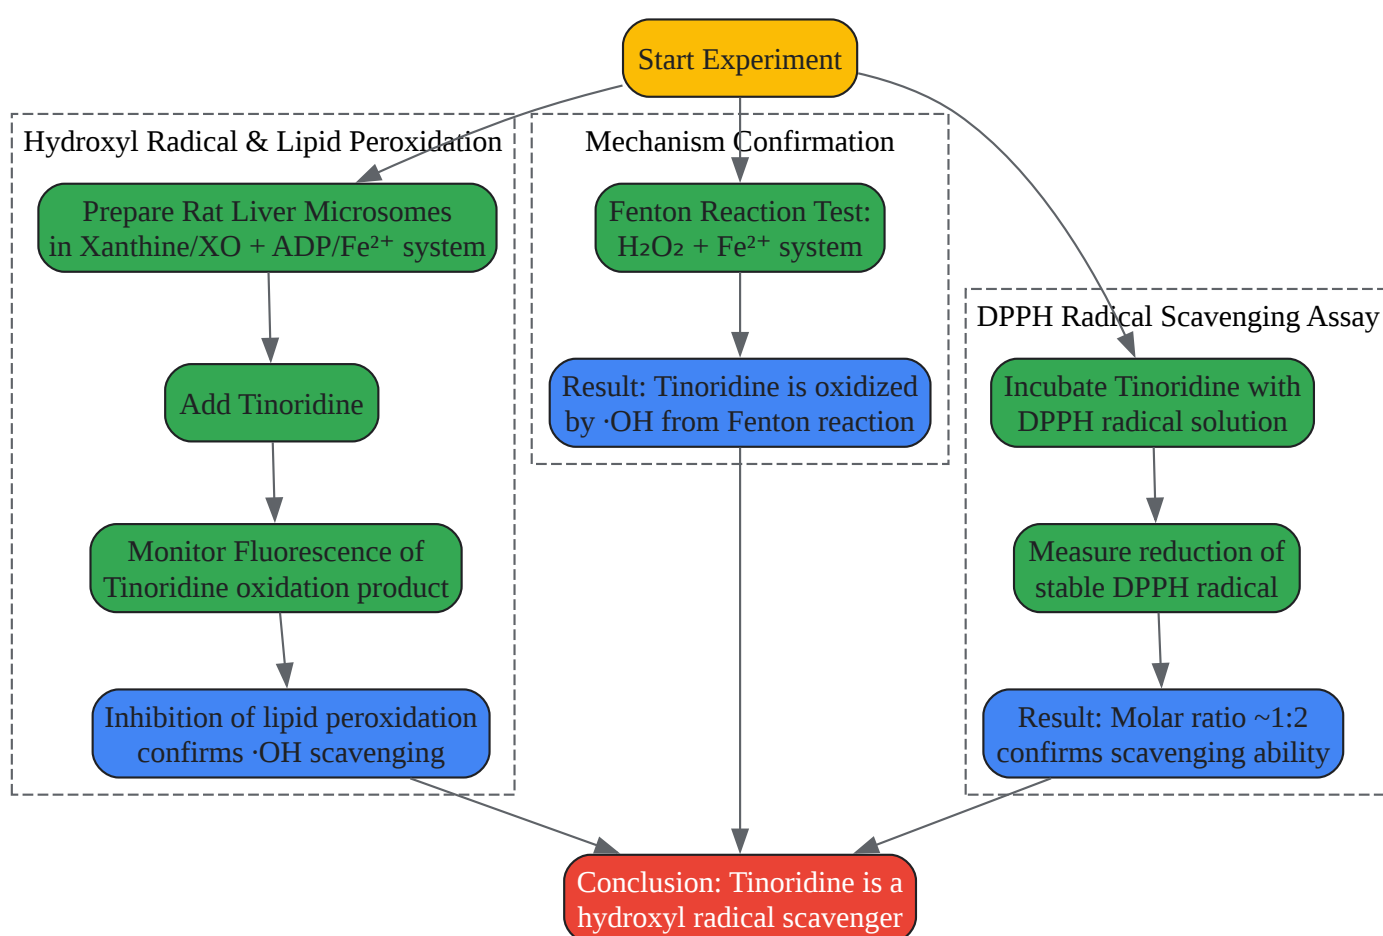 Start Experiment
Hydroxyl Radical & Lipid Peroxidation
Prepare Rat Liver Microsomes
in Xanthine/XO + ADP/Fe²⁺ system
Add Tinoridine
Monitor Fluorescence of
Tinoridine oxidation product
Inhibition of lipid peroxidation
confirms ·OH scavenging
Mechanism Confirmation
Fenton Reaction Test:
H₂O₂ + Fe²⁺ system
Result: Tinoridine is oxidized
by ·OH from Fenton reaction
DPPH Radical Scavenging Assay
Incubate Tinoridine with
DPPH radical solution
Measure reduction of
stable DPPH radical
Result: Molar ratio ~1:2
confirms scavenging ability
Conclusion: Tinoridine is a
hydroxyl radical scavenger